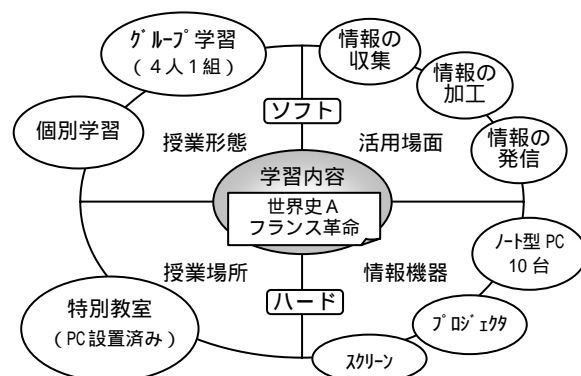 グループ学習
（４人１組）
情報の
収集
情報の
加工
情報の
発信
個別学習
ソフト
授業形態
活用場面
学習内容
世界史Ａ
フランス革命
授業場所
情報機器
ハード
ノート型 PC
10 台
特別教室
（PC設置済み）
プロジェクタ
スクリーン